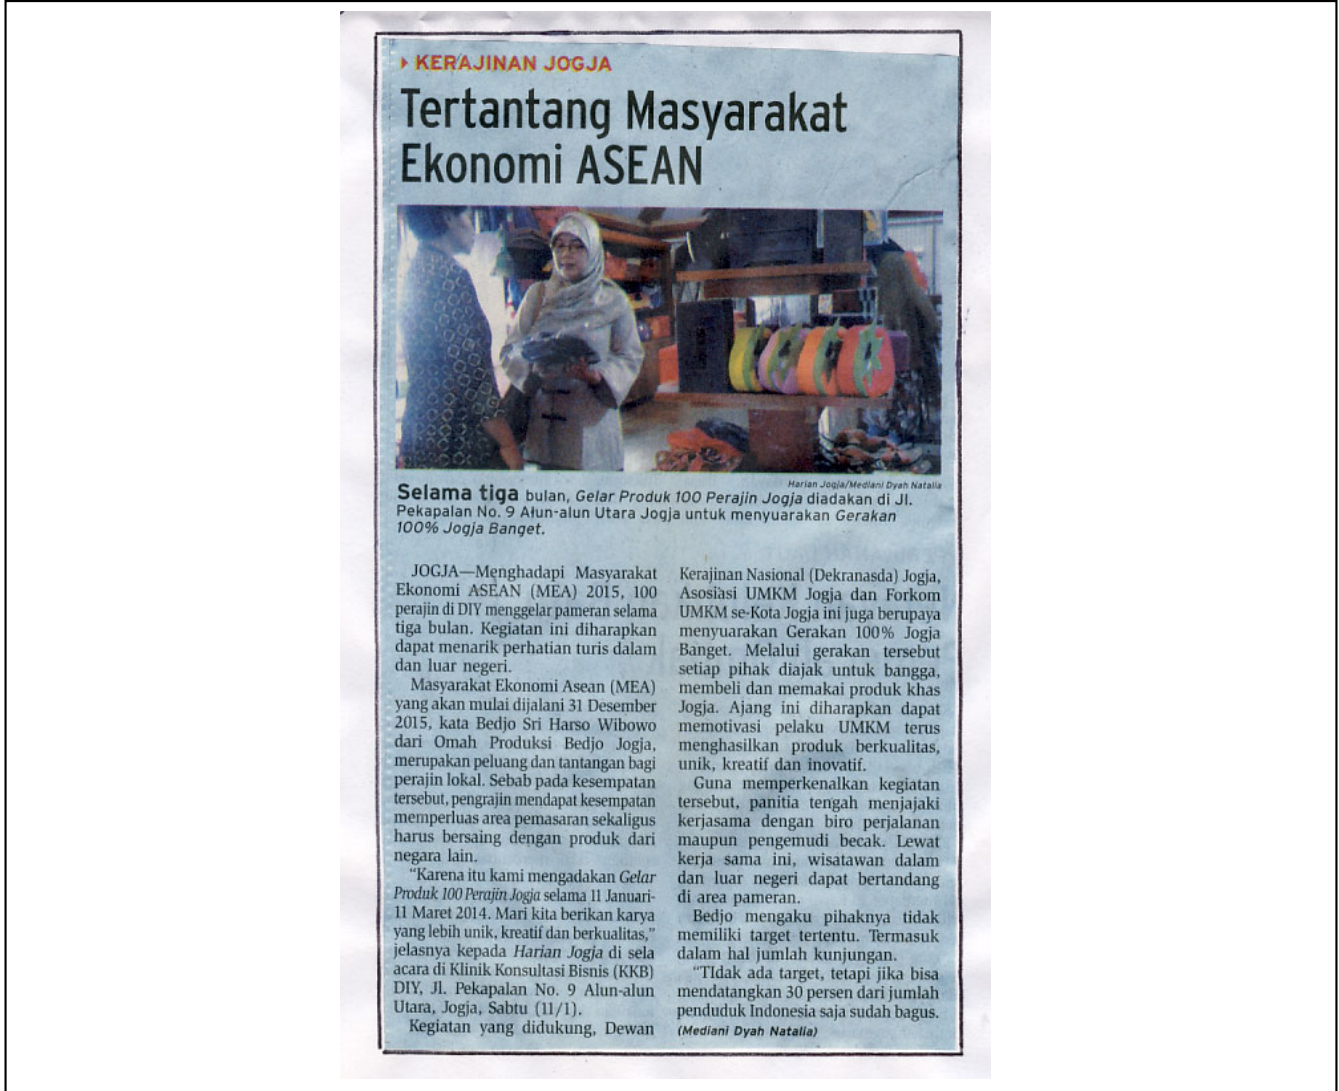 KERAJINAN JOGJA
Tertantang Masyarakat
Ekonomi ASEAN
Harian Jogja/Mediani Dyah Natalia
Selama tiga bulan, Gelar Produk 100 Perajin Jogja diadakan di Jl.
Pekapalan No. 9 Alun-alun Utara Jogja untuk menyuarakan Gerakan
100% Jogja Banget.
JOGJA—Menghadapi Masyarakat
Ekonomi ASEAN (MEA) 2015, 100
perajin di DIY menggelar pameran selama
tiga bulan. Kegiatan ini diharapkan
dapat menarik perhatian turis dalam
dan luar negeri.
Masyarakat Ekonomi Asean (MEA)
yang akan mulai dijalani 31 Desember
2015, kata Bedjo Sri Harso Wibowo
dari Omah Produksi Bedjo Jogja,
merupakan peluang dan tantangan bagi
perajin lokal. Sebab pada kesempatan
tersebut, pengrajin mendapat kesempatan
memperluas area pemasaran sekaligus
harus bersaing dengan produk dari
negara lain.
"Karena itu kami mengadakan Gelar
Produk 100 Perajin Jogja selama 11 Januari-
11 Maret 2014. Mari kita berikan karya
yang lebih unik, kreatif dan berkualitas,"
jelasnya kepada Harian Jogja di sela
acara di Klinik Konsultasi Bisnis (KKB)
DIY, Jl. Pekapalan No. 9 Alun-alun
Utara, Jogja, Sabtu (11/1).
Kegiatan yang didukung, Dewan
Kerajinan Nasional (Dekranasda) Jogja,
Asosiasi UMKM Jogja dan Forkom
UMKM se-Kota Jogja ini juga berupaya
menyuarakan Gerakan 100% Jogja
Banget. Melalui gerakan tersebut
setiap pihak diajak untuk bangga,
membeli dan memakai produk khas
Jogja. Ajang ini diharapkan dapat
memotivasi pelaku UMKM terus
menghasilkan produk berkualitas,
unik, kreatif dan inovatif.
Guna memperkenalkan kegiatan
tersebut, panitia tengah menjajaki
kerjasama dengan biro perjalanan
maupun pengemudi becak. Lewat
kerja sama ini, wisatawan dalam
dan luar negeri dapat bertandang
di area pameran.
Bedjo mengaku pihaknya tidak
memiliki target tertentu. Termasuk
dalam hal jumlah kunjungan.
"TIdak ada target, tetapi jika bisa
mendatangkan 30 persen dari jumlah
penduduk Indonesia saja sudah bagus.
(Mediani Dyah Natalia)